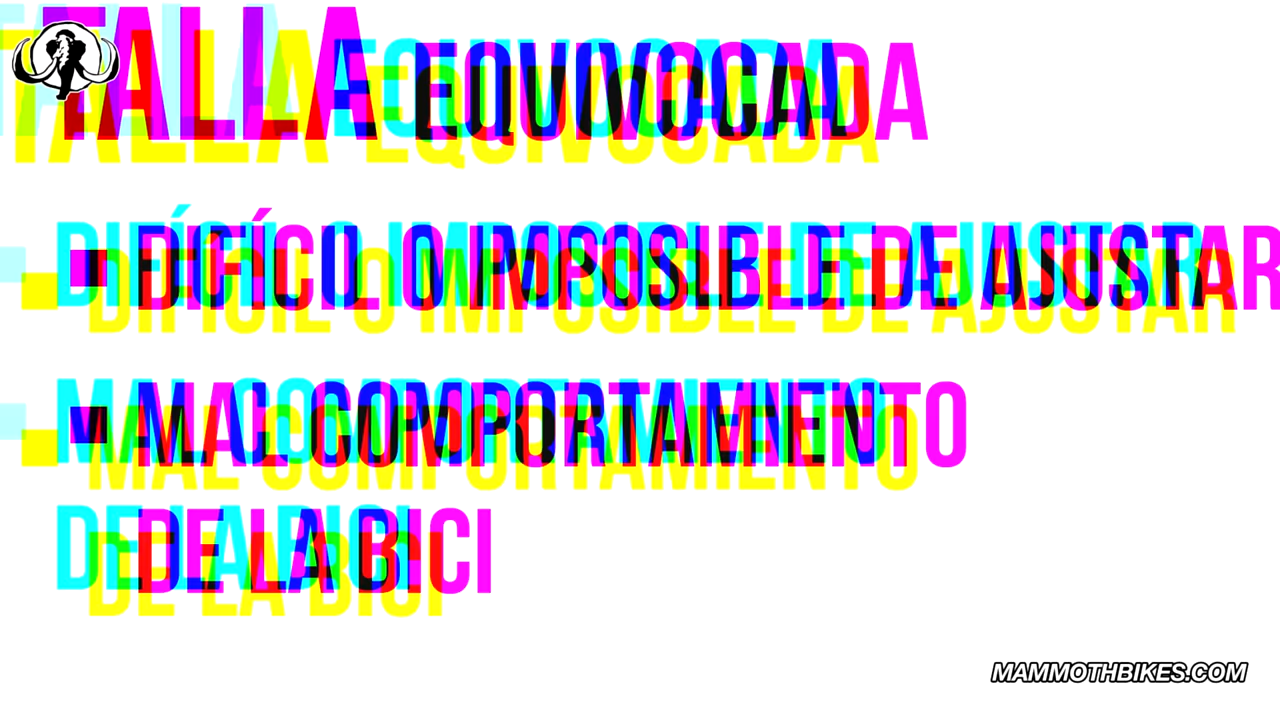 TALLA EQUIVOCADA
DIFÍCIL O IMPOSIBLE DE AJUSTAR
MAL COMPORTAMIENTO
DE LA BICI
MAMMOTHBIKES.COM